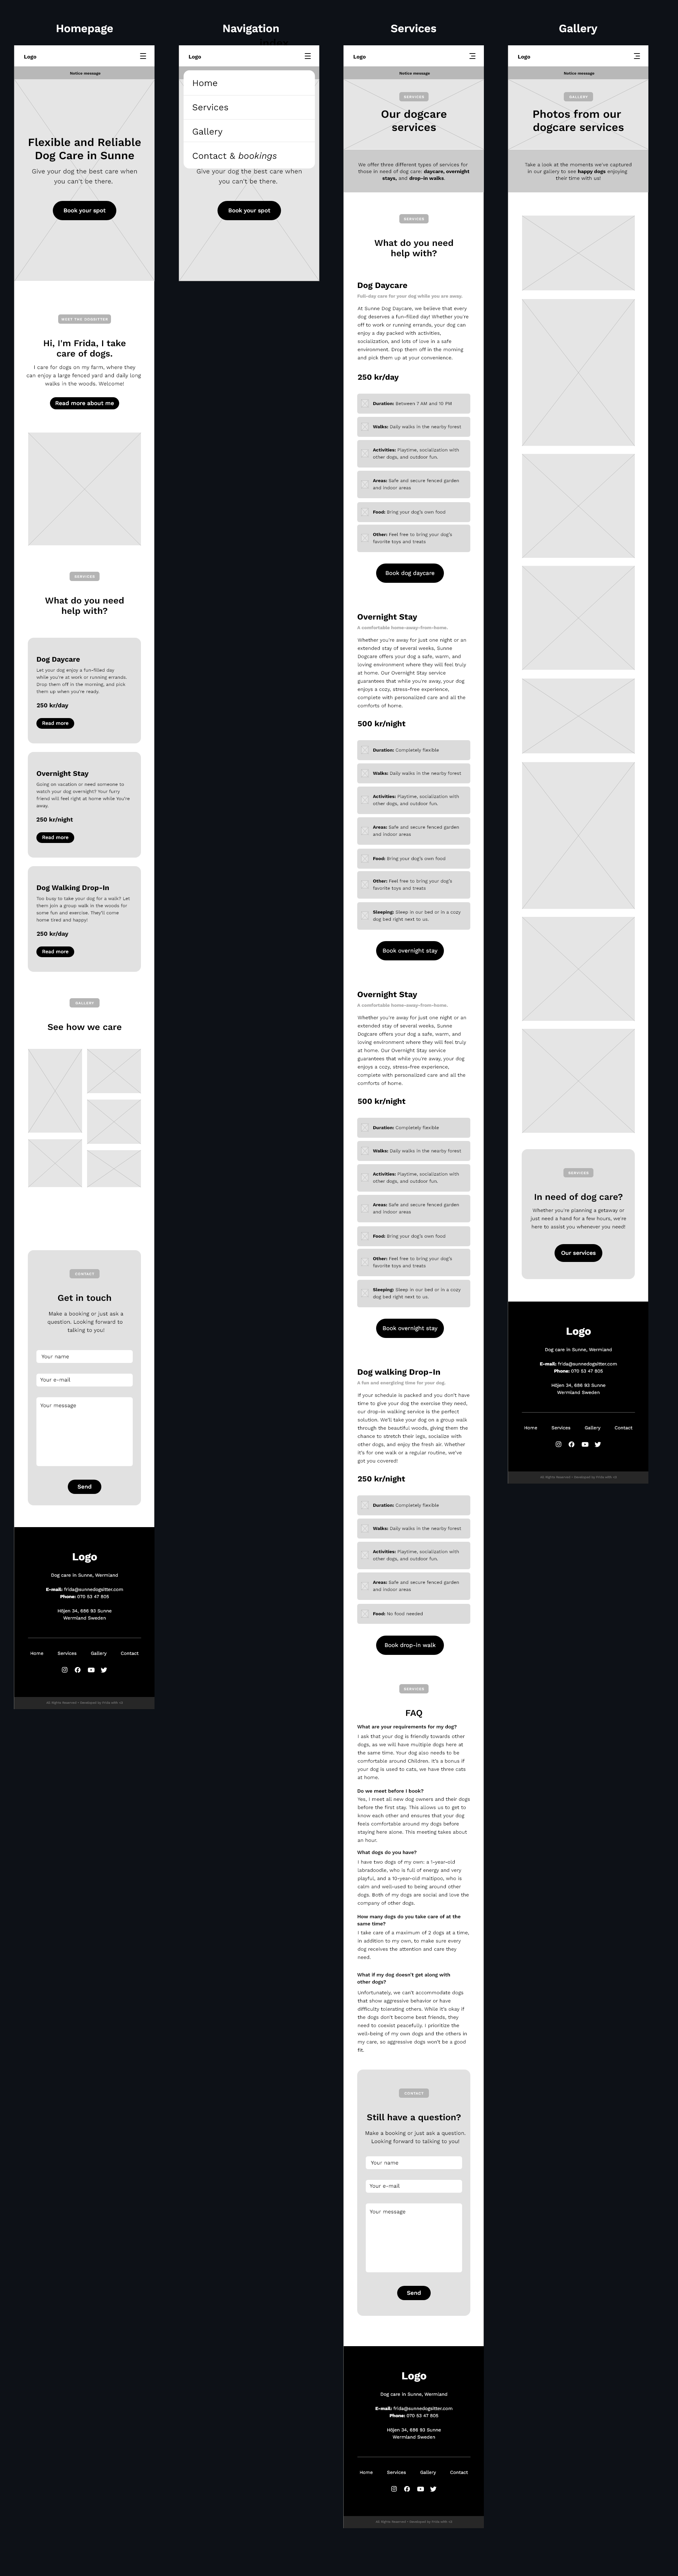 Homepage
Logo
Notice message
Flexible and Reliable
Dog Care in Sunne
Give your dog the best care when
you can't be there.
Book your spot
MEET THE DOGSITTER
Hi, I'm Frida, I take
care of dogs.
I care for dogs on my farm, where they
can enjoy a large fenced yard and daily long
walks in the woods. Welcome!
Read more about me
SERVICES
What do you need
help with?
Dog Daycare
Let your dog enjoy a fun-filled day
while you're at work or running errands.
Drop them off in the morning, and pick
them up when you're ready.
250 kr/day
Read more
Overnight Stay
Going on vacation or need someone to
watch your dog overnight? Your furry
friend will feel right at home while You're
away.
250 kr/night
Read more
Dog Walking Drop-In
Too busy to take your dog for a walk? Let
them join a group walk in the woods for
some fun and exercise. They'll come
home tired and happy!
250 kr/day
Read more
GALLERY
See how we care
CONTACT
Get in touch
Make a booking or just ask a
question. Looking forward to
talking to you!
Your name
Your e-mail
Your message
Send
Logo
Dog care in Sunne, Wermland
E-mail: frida@sunnedogsitter.com
Phone: 070 53 47 805
Höjen 34, 686 93 Sunne
Wermland Sweden
Home Services Gallery Contact
Navigation
Logo
Home
Services
Gallery
Contact & bookings
Give your dog the best care when
you can't be there.
Book your spot
Services
Logo
Notice message
SERVICES
Our dogcare
services
We offer three different types of services for
those in need of dog care: daycare, overnight
stays, and drop-in walks.
SERVICES
What do you need
help with?
Dog Daycare
Full-day care for your dog while you are away.
At Sunne Dog Daycare, we believe that every
dog deserves a fun-filled day! Whether you're
off to work or running errands, your dog can
enjoy a day packed with activities,
socialization, and lots of love in a safe
environment. Drop them off in the morning
and pick them up at your convenience.
250 kr/day
Duration: Between 7 AM and 10 PM
Walks: Daily walks in the nearby forest
Activities: Playtime, socialization with
other dogs, and outdoor fun.
Areas: Safe and secure fenced garden
and indoor areas
Food: Bring your dog's own food
Other: Feel free to bring your dog's
favorite toys and treats
Book dog daycare
Overnight Stay
A comfortable home-away-from-home.
Whether you're away for just one night or an
extended stay of several weeks, Sunne
Dogcare offers your dog a safe, warm, and
loving environment where they will feel truly
at home. Our Overnight Stay service
guarantees that while you're away, your dog
enjoys a cozy, stress-free experience,
complete with personalized care and all the
comforts of home.
500 kr/night
Duration: Completely flexible
Walks: Daily walks in the nearby forest
Activities: Playtime, socialization with
other dogs, and outdoor fun.
Areas: Safe and secure fenced garden
and indoor areas
Food: Bring your dog's own food
Other: Feel free to bring your dog's
favorite toys and treats
Sleeping: Sleep in our bed or in a cozy
dog bed right next to us.
Book overnight stay
Overnight Stay
A comfortable home-away-from-home.
Whether you're away for just one night or an
extended stay of several weeks, Sunne
Dogcare offers your dog a safe, warm, and
loving environment where they will feel truly
at home. Our Overnight Stay service
guarantees that while you're away, your dog
enjoys a cozy, stress-free experience,
complete with personalized care and all the
comforts of home.
500 kr/night
Duration: Completely flexible
Walks: Daily walks in the nearby forest
Activities: Playtime, socialization with
other dogs, and outdoor fun.
Areas: Safe and secure fenced garden
and indoor areas
Food: Bring your dog's own food
Other: Feel free to bring your dog's
favorite toys and treats
Sleeping: Sleep in our bed or in a cozy
dog bed right next to us.
Book overnight stay
Dog walking Drop-In
A fun and energizing time for your dog.
If your schedule is packed and you don't have
time to give your dog the exercise they need,
our drop-in walking service is the perfect
solution. We'll take your dog on a group walk
through the beautiful woods, giving them the
chance to stretch their legs, socialize with
other dogs, and enjoy the fresh air. Whether
it's for one walk or a regular routine, we've
got you covered!
250 kr/night
Duration: Completely flexible
Walks: Daily walks in the nearby forest
Activities: Playtime, socialization with
other dogs, and outdoor fun.
Areas: Safe and secure fenced garden
and indoor areas
Food: No food needed
Book drop-in walk
SERVICES
FAQ
What are your requirements for my dog?
I ask that your dog is friendly towards other
dogs, as we will have multiple dogs here at
the same time. Your dog also needs to be
comfortable around Children. It's a bonus if
your dog is used to cats, we have three cats
at home.
Do we meet before I book?
Yes, I meet all new dog owners and their dogs
before the first stay. This allows us to get to
know each other and ensures that your dog
feels comfortable around my dogs before
staying here alone. This meeting takes about
an hour.
What dogs do you have?
I have two dogs of my own: a 1-year-old
labradoodle, who is full of energy and very
playful, and a 10-year-old maltipoo, who is
calm and well-used to being around other
dogs. Both of my dogs are social and love the
company of other dogs.
How many dogs do you take care of at the
same time?
I take care of a maximum of 2 dogs at a time,
in addition to my own, to make sure every
dog receives the attention and care they
need.
What if my dog doesn't get along with
other dogs?
Unfortunately, we can't accommodate dogs
that show aggressive behavior or have
difficulty tolerating others. While it's okay if
the dogs don't become best friends, they
need to coexist peacefully. I prioritize the
well-being of my own dogs and the others in
my care, so aggressive dogs won't be a good
fit.
CONTACT
Still have a question?
Make a booking or just ask a question.
Looking forward to talking to you!
Your name
Your e-mail
Your message
Send
Logo
Dog care in Sunne, Wermland
E-mail: frida@sunnedogsitter.com
Phone: 070 53 47 805
Höjen 34, 686 93 Sunne
Wermland Sweden
Home Services Gallery Contact
Gallery
Logo
Notice message
GALLERY
Photos from our
dogcare services
Take a look at the moments we've captured
in our gallery to see happy dogs enjoying
their time with us!
SERVICES
In need of dog care?
Whether you're planning a getaway or
just need a hand for a few hours, we're
here to assist you whenever you need!
Our services
Logo
Dog care in Sunne, Wermland
E-mail: frida@sunnedogsitter.com
Phone: 070 53 47 805
Höjen 34, 686 93 Sunne
Wermland Sweden
Home Services Gallery Contact